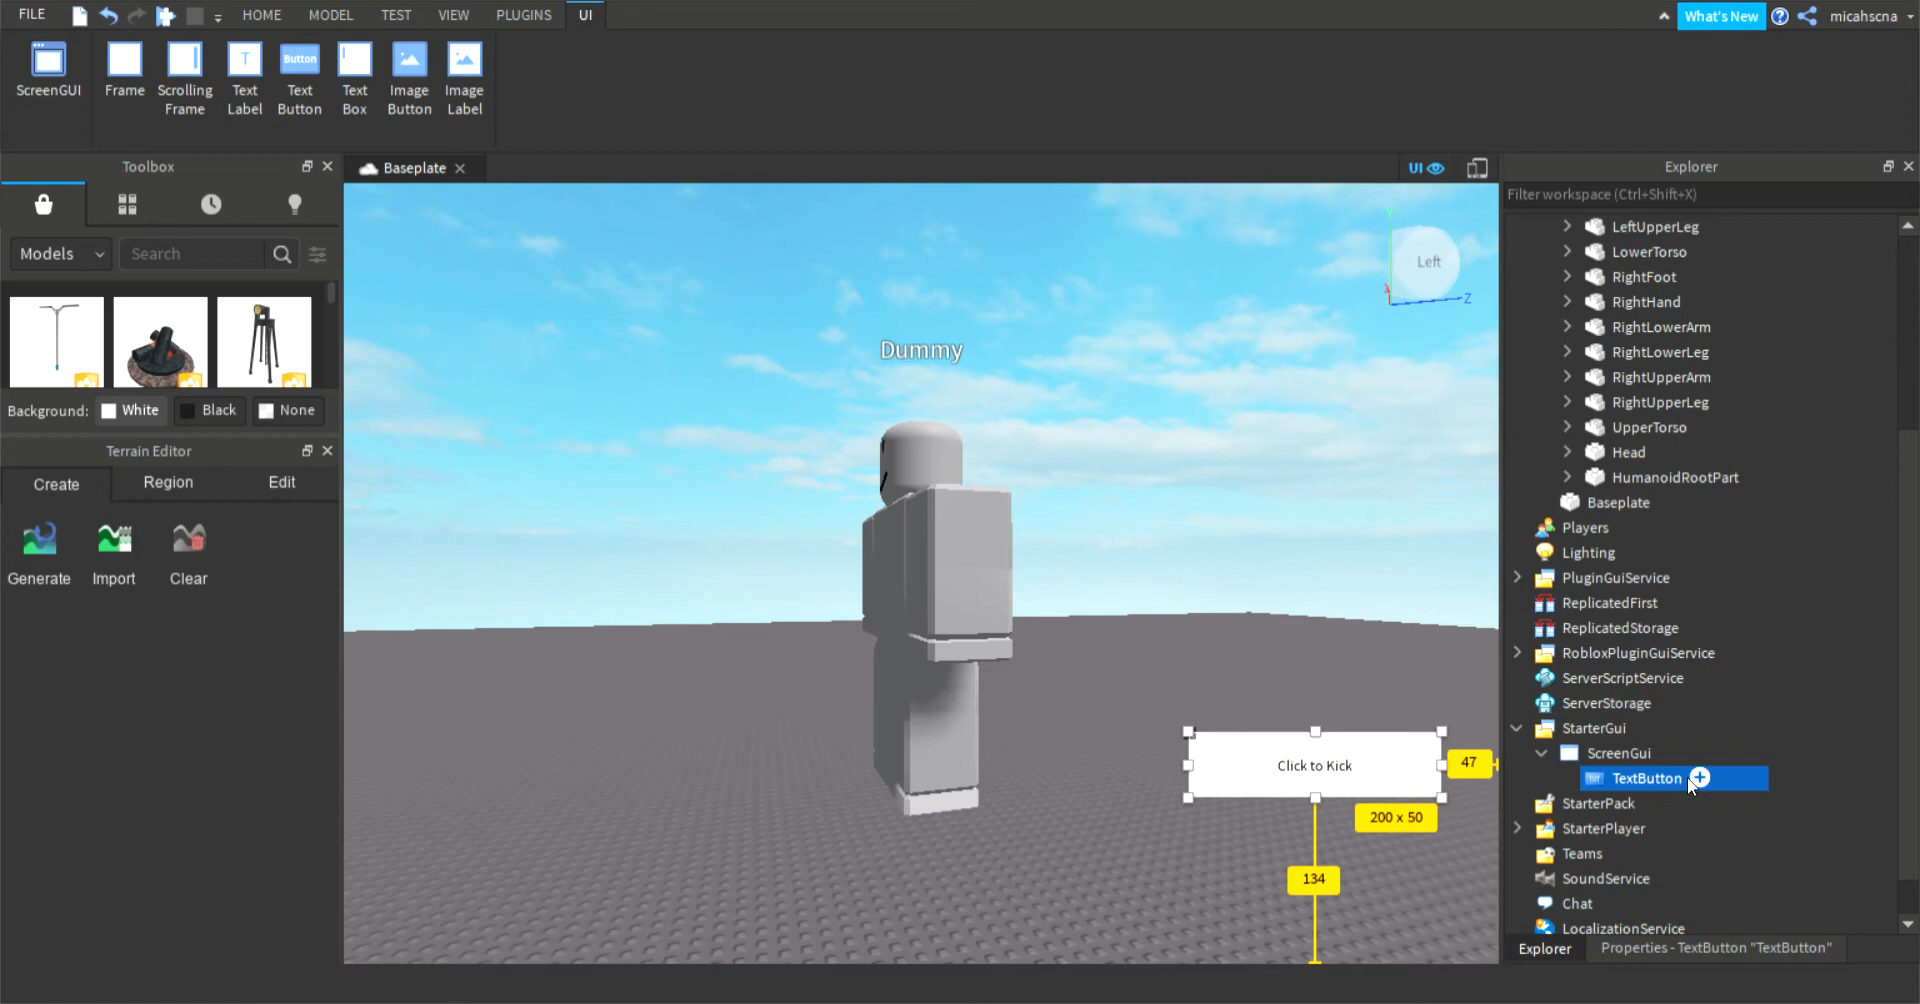 FILE HOME MODEL TEST VIEW PLUGINS UI What's New micahscna
ScreenGUI
Frame
Scrolling
Frame
T
Text
Label
Button
Text
Button
Text
Box
Image
Button
Image
Label
Toolbox
Models Search
Background: White Black None
Terrain Editor
Create Region Edit
Generate Import Clear
Baseplate UI
Y
Left
X
Z
Dummy
Click to Kick
47
200 x 50
134
Explorer
Filter workspace (Ctrl+Shift+X)
LeftUpperLeg
LowerTorso
RightFoot
RightHand
RightLowerArm
RightLowerLeg
RightUpperArm
RightUpperLeg
UpperTorso
Head
HumanoidRootPart
Baseplate
Players
Lighting
PluginGuiService
ReplicatedFirst
ReplicatedStorage
RobloxPluginGuiService
ServerScriptService
ServerStorage
StarterGui
ScreenGui
TextButton
StarterPack
StarterPlayer
Teams
SoundService
Chat
LocalizationService
Explorer Properties - TextButton "TextButton"